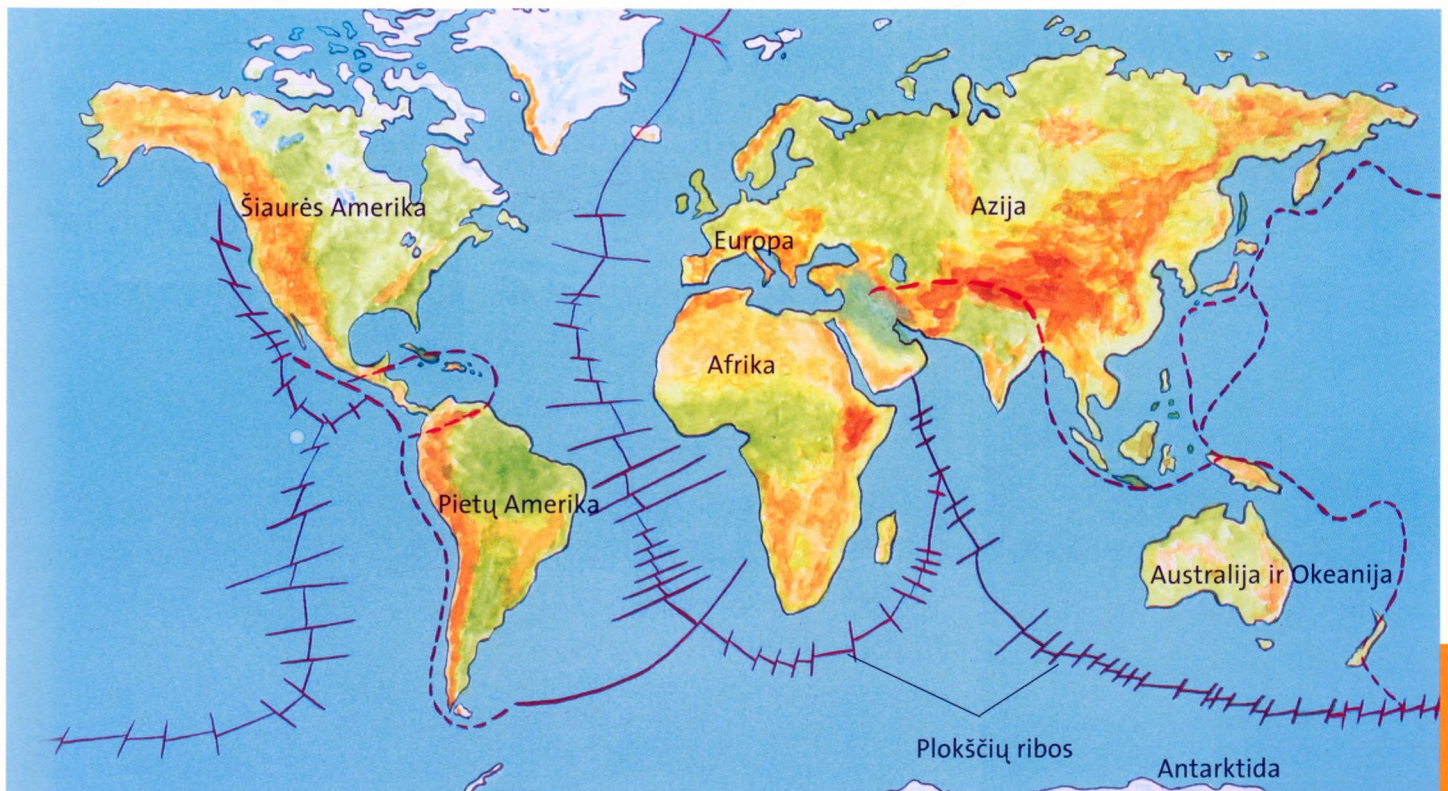 Šiaurės Amerika
Europa
Azija
Afrika
Pietų Amerika
Australija ir Okeanija
Plokščių ribos
Antarktida